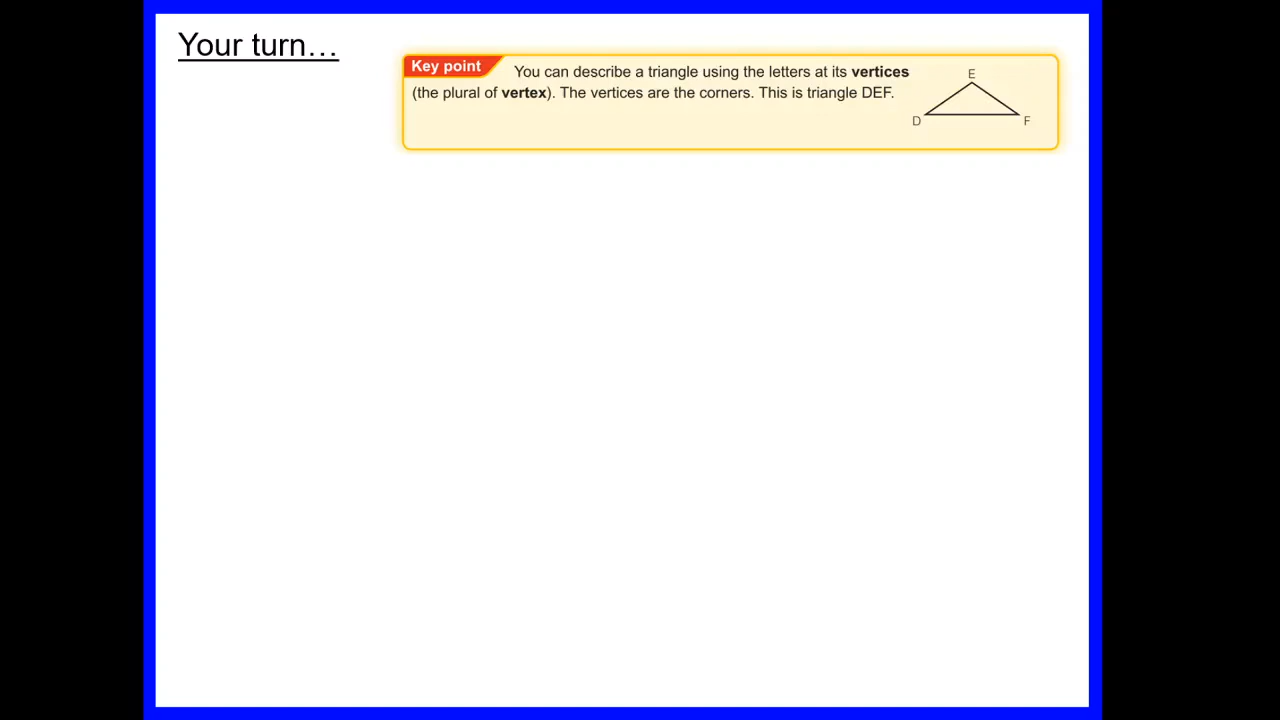 Your turn…
Key point You can describe a triangle using the letters at its vertices
(the plural of vertex). The vertices are the corners. This is triangle DEF.
E
D F